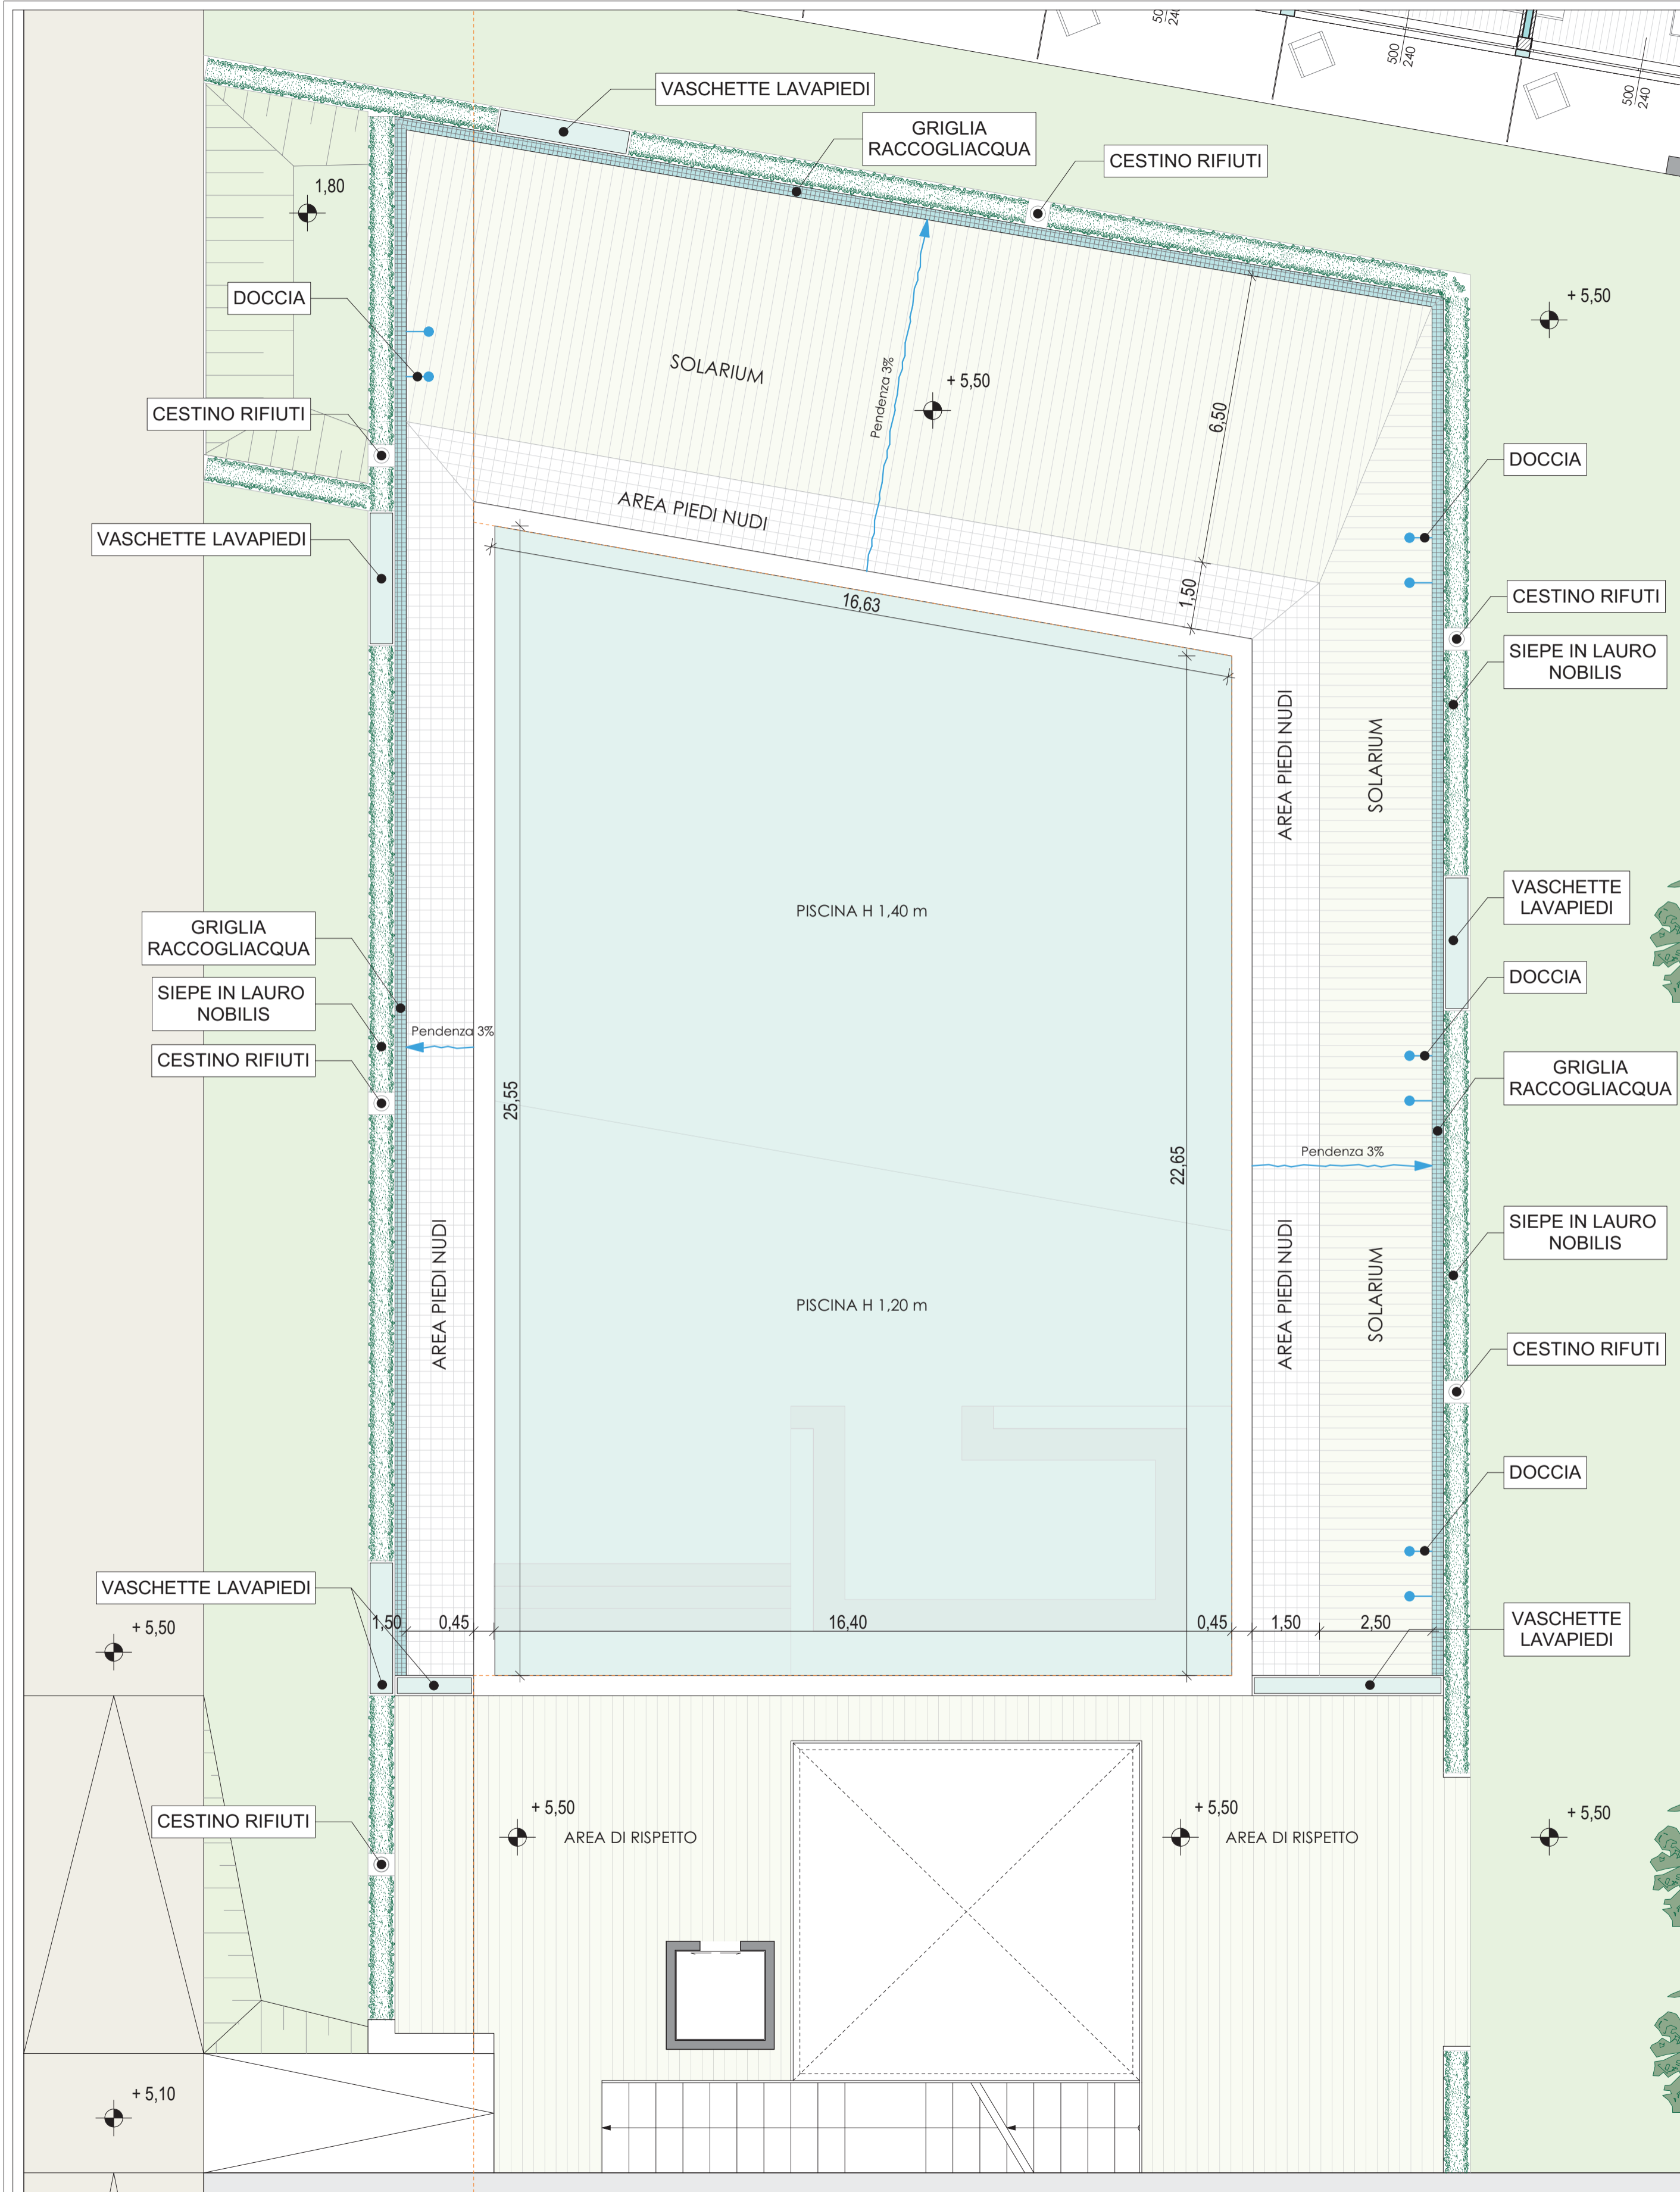 500
240
500
240
500
240
VASCHETTE LAVAPIEDI
GRIGLIA
RACCOGLIACQUA
CESTINO RIFIUTI
1,80
DOCCIA
+ 5,50
SOLARIUM
Pendenza 3%
+ 5,50
6,50
CESTINO RIFIUTI
DOCCIA
AREA PIEDI NUDI
VASCHETTE LAVAPIEDI
1,50
16,63
CESTINO RIFUTI
SIEPE IN LAURO
NOBILIS
AREA PIEDI NUDI
SOLARIUM
PISCINA H 1,40 m
VASCHETTE
LAVAPIEDI
GRIGLIA
RACCOGLIACQUA
DOCCIA
SIEPE IN LAURO
NOBILIS
Pendenza 3%
CESTINO RIFIUTI
GRIGLIA
RACCOGLIACQUA
25,55
22,65
Pendenza 3%
SIEPE IN LAURO
NOBILIS
AREA PIEDI NUDI
PISCINA H 1,20 m
AREA PIEDI NUDI
SOLARIUM
CESTINO RIFUTI
DOCCIA
VASCHETTE LAVAPIEDI
1,50
0,45
16,40
0,45
1,50
2,50
VASCHETTE
LAVAPIEDI
+ 5,50
CESTINO RIFIUTI
+ 5,50
AREA DI RISPETTO
+ 5,50
AREA DI RISPETTO
+ 5,50
+ 5,10